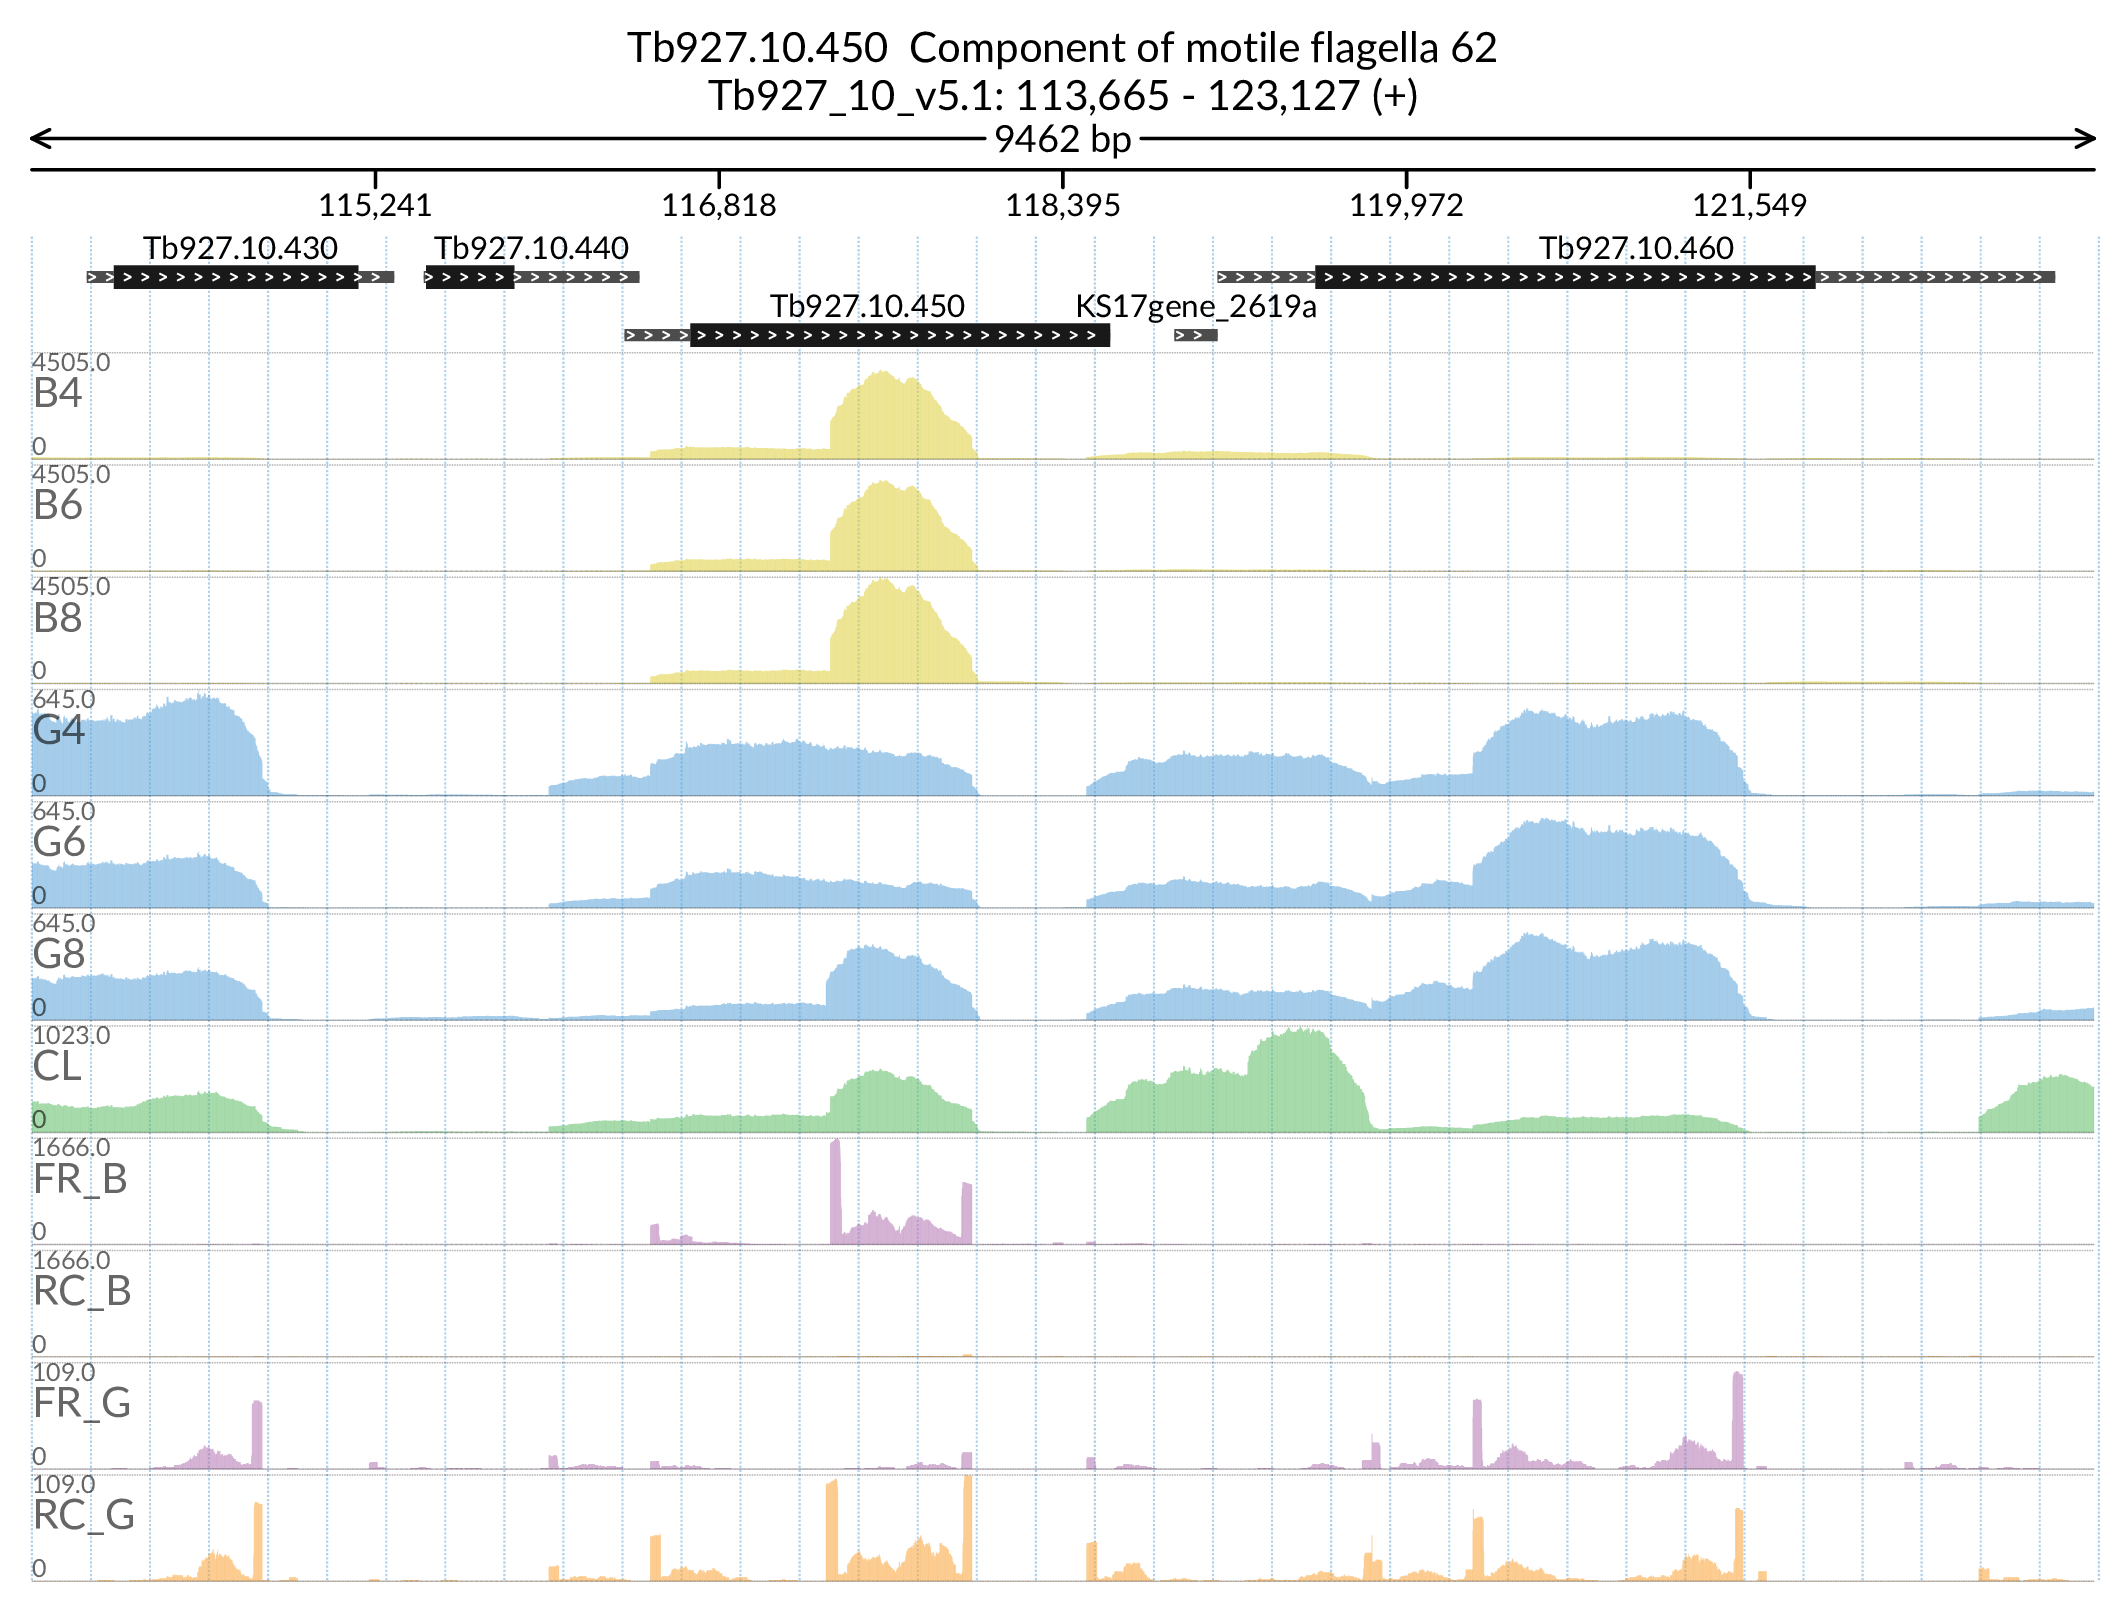 Tb927.10.450  Component of motile flagella 62
Tb927_10_v5.1: 113,665 - 123,127 (+)
9462 bp
115,241 116,818 118,395 119,972 121,549
Tb927.10.430 Tb927.10.440 Tb927.10.460
Tb927.10.450 KS17gene_2619a
4505.0
B4
0
4505.0
B6
0
4505.0
B8
0
645.0
G4
0
645.0
G6
0
645.0
G8
0
1023.0
CL
0
1666.0
FR_B
0
1666.0
RC_B
0
109.0
FR_G
0
109.0
RC_G
0